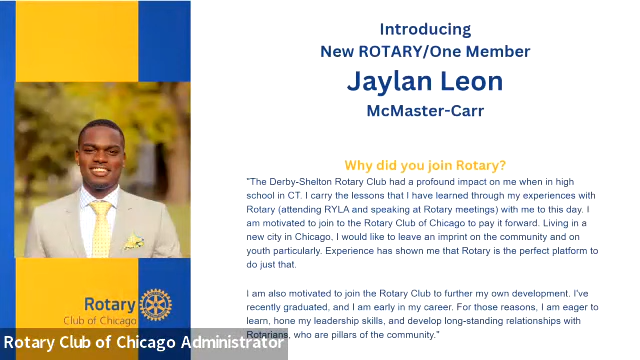 Introducing
New ROTARY/One Member
Jaylan Leon
McMaster-Carr
Why did you join Rotary?
"The Derby-Shelton Rotary Club had a profound impact on me when in high
school in CT. I carry the lessons that I have learned through my experiences with
Rotary (attending RYLA and speaking at Rotary meetings) with me to this day. I
am motivated to join the Rotary Club of Chicago to pay it forward. Living in a
new city in Chicago, I would like to leave an imprint on the community and on
youth particularly. Experience has shown me that Rotary is the perfect platform to
do just that.
I am also motivated to join the Rotary Club to further my own development. I've
recently graduated, and I am early in my career. For those reasons, I am eager to
learn, hone my leadership skills, and develop long-standing relationships with
Rotarians, who are pillars of the community."
Rotary
Club of Chicago
Rotary Club of Chicago Administrator